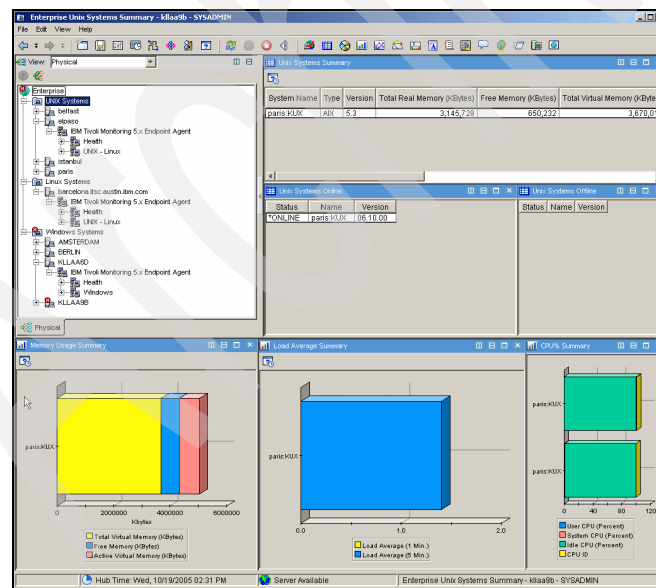 Enterprise Unix Systems Summary - kllaa9b - SYSADMIN
File Edit View Help
View: Physical
Enterprise
UNIX Systems
belfast
elpaso
IBM Tivoli Monitoring 5.x Endpoint Agent
Health
UNIX - Linux
istanbul
paris
Linux Systems
barcelona.itsc.austin.ibm.com
IBM Tivoli Monitoring 5.x Endpoint Agent
Health
UNIX - Linux
Windows Systems
AMSTERDAM
BERLIN
KLLAA6D
IBM Tivoli Monitoring 5.x Endpoint Agent
Health
Windows
KLLAA9B
Physical
Unix Systems Summary
System Name Type Version Total Real Memory (KBytes) Free Memory (KBytes) Total Virtual Memory (KByte
paris:KUX AIX 5.3 3,145,728 650,232 3,670,01
Unix Systems Online
Status Name Version
*ONLINE paris:KUX 06.10.00
Unix Systems Offline
Status Name Version
Memory Usage Summary
paris:KUX
0 2000000 4000000 6000000
KBytes
Total Virtual Memory (KBytes)
Free Memory (KBytes)
Active Virtual Memory (KBytes)
Load Average Summary
paris:KUX
0.0 1.0 2.0
Load Average (1 Min.)
Load Average (5 Min.)
CPU% Summary
paris:KUX
paris:KUX
0 40 80 120
User CPU (Percent)
System CPU (Percent)
Idle CPU (Percent)
CPU ID
Hub Time: Wed, 10/19/2005 02:31 PM
Server Available
Enterprise Unix Systems Summary - kllaa9b - SYSADMIN